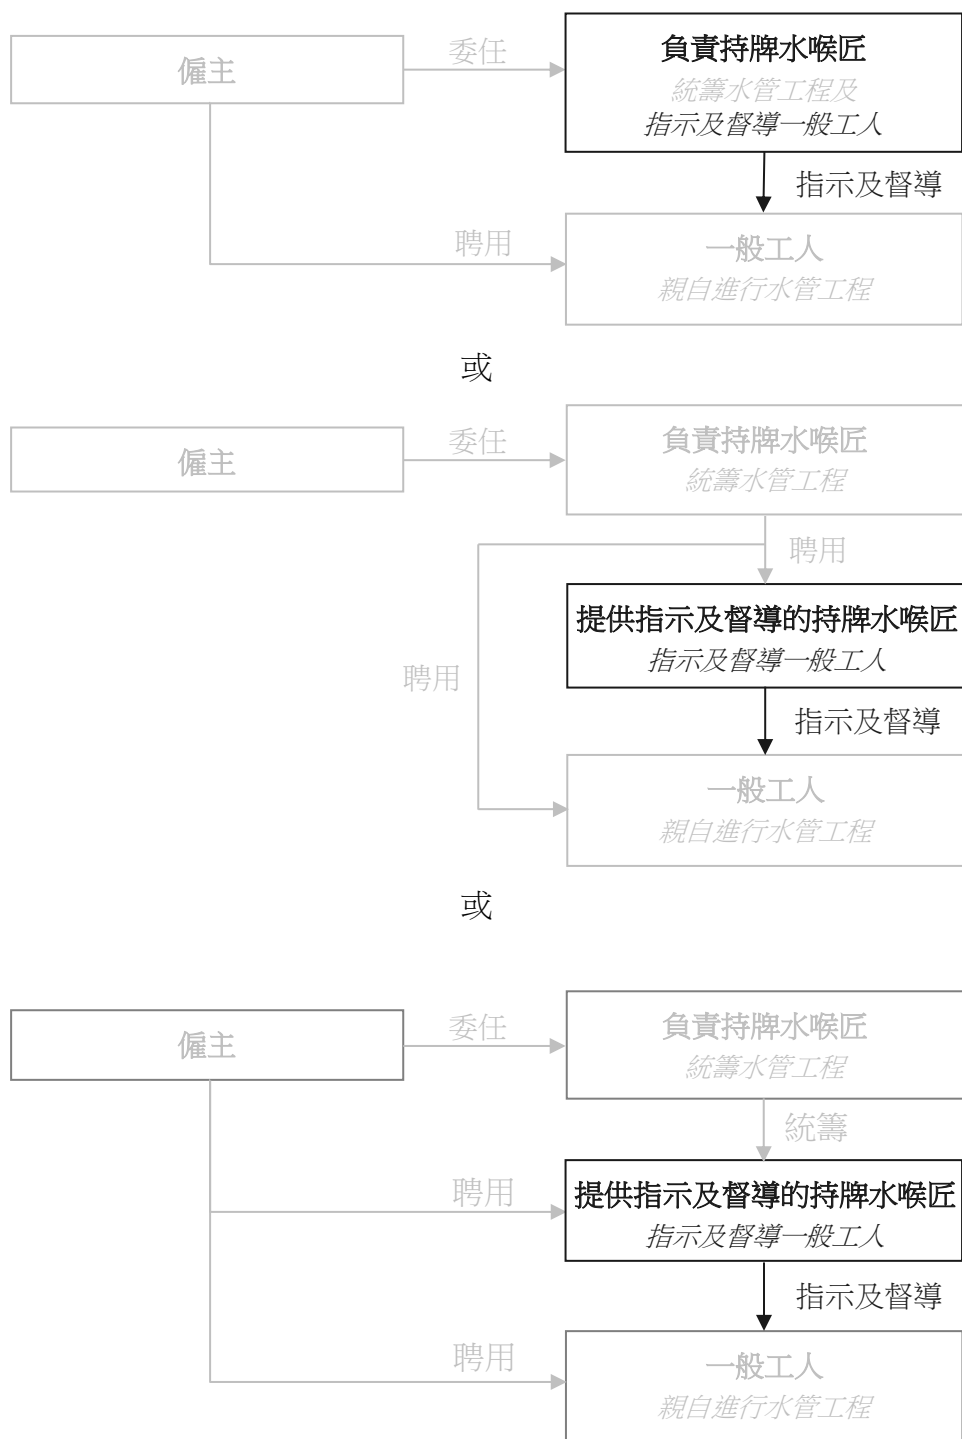 僱主
委任
負責持牌水喉匠
統籌水管工程及
指示及督導一般工人
指示及督導
聘用
一般工人
親自進行水管工程
或
僱主
委任
負責持牌水喉匠
統籌水管工程
聘用
提供指示及督導的持牌水喉匠
指示及督導一般工人
聘用
指示及督導
一般工人
親自進行水管工程
或
僱主
委任
負責持牌水喉匠
統籌水管工程
統籌
聘用
提供指示及督導的持牌水喉匠
指示及督導一般工人
指示及督導
聘用
一般工人
親自進行水管工程